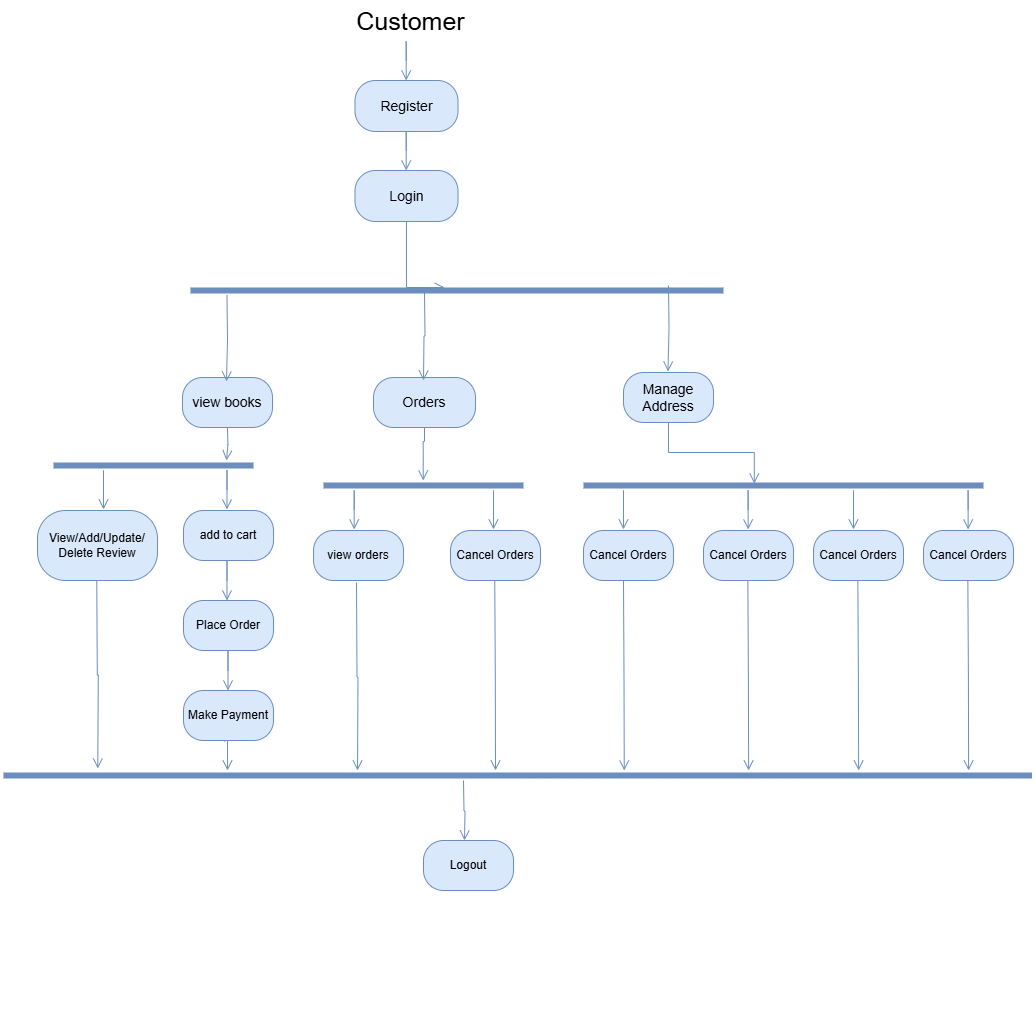 Customer
Register
Login
view books
Orders
Manage
Address
View/Add/Update/
Delete Review
add to cart
view orders
Cancel Orders
Cancel Orders
Cancel Orders
Cancel Orders
Cancel Orders
Place Order
Make Payment
Logout